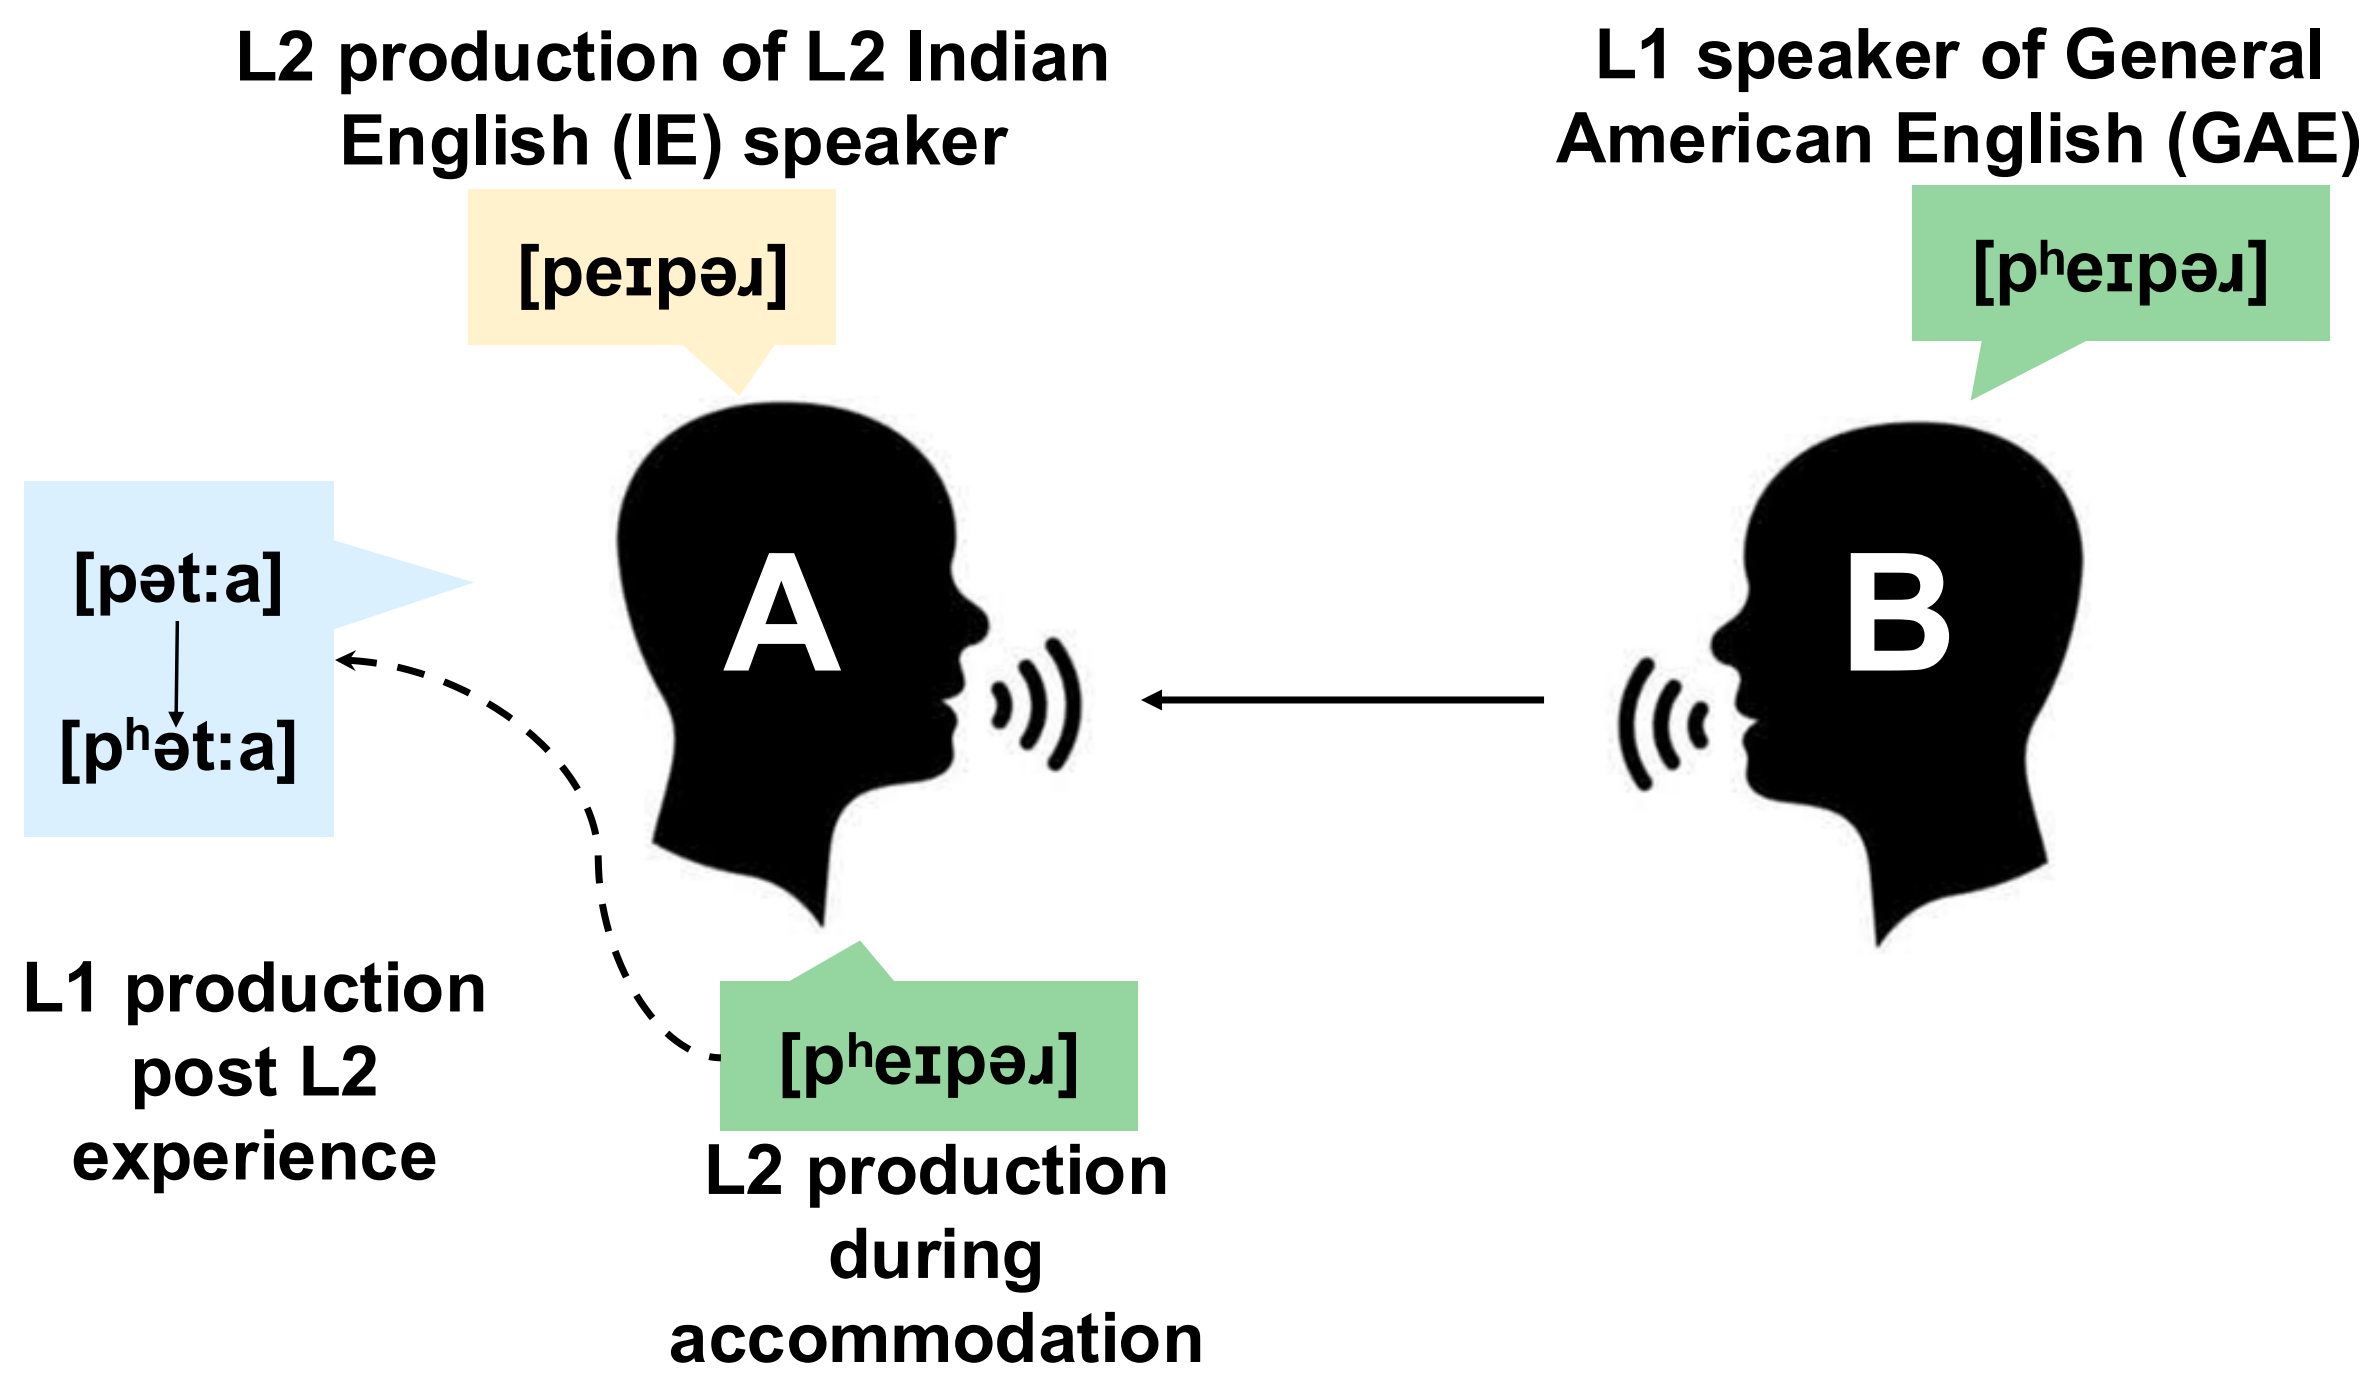 L2 production of L2 Indian
English (IE) speaker
[peɪpəɹ]
L1 speaker of General
American English (GAE)
[pʰeɪpəɹ]
A
B
[pət:a]
[pʰət:a]
L1 production
post L2
experience
[pʰeɪpəɹ]
L2 production
during
accommodation